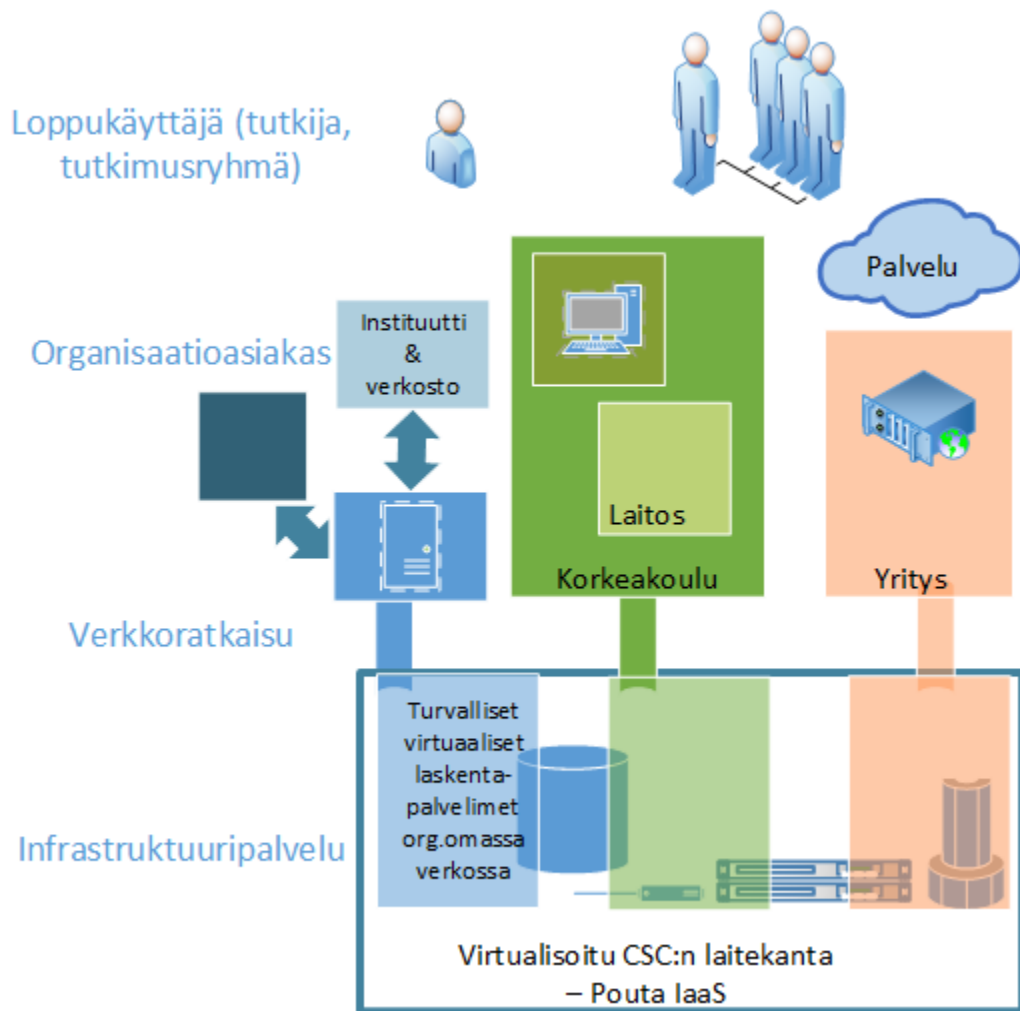 Loppukäyttäjä (tutkija,
tutkimusryhmä)
Palvelu
Organisaatioasiakas
Instituutti
&
verkosto
Laitos
Korkeakoulu
Yritys
Verkkoratkaisu
Turvalliset
virtuaaliset
laskenta-
palvelimet
org.omassa
verkossa
Infrastruktuuripalvelu
Virtualisoitu CSC:n laitekanta
– Pouta IaaS